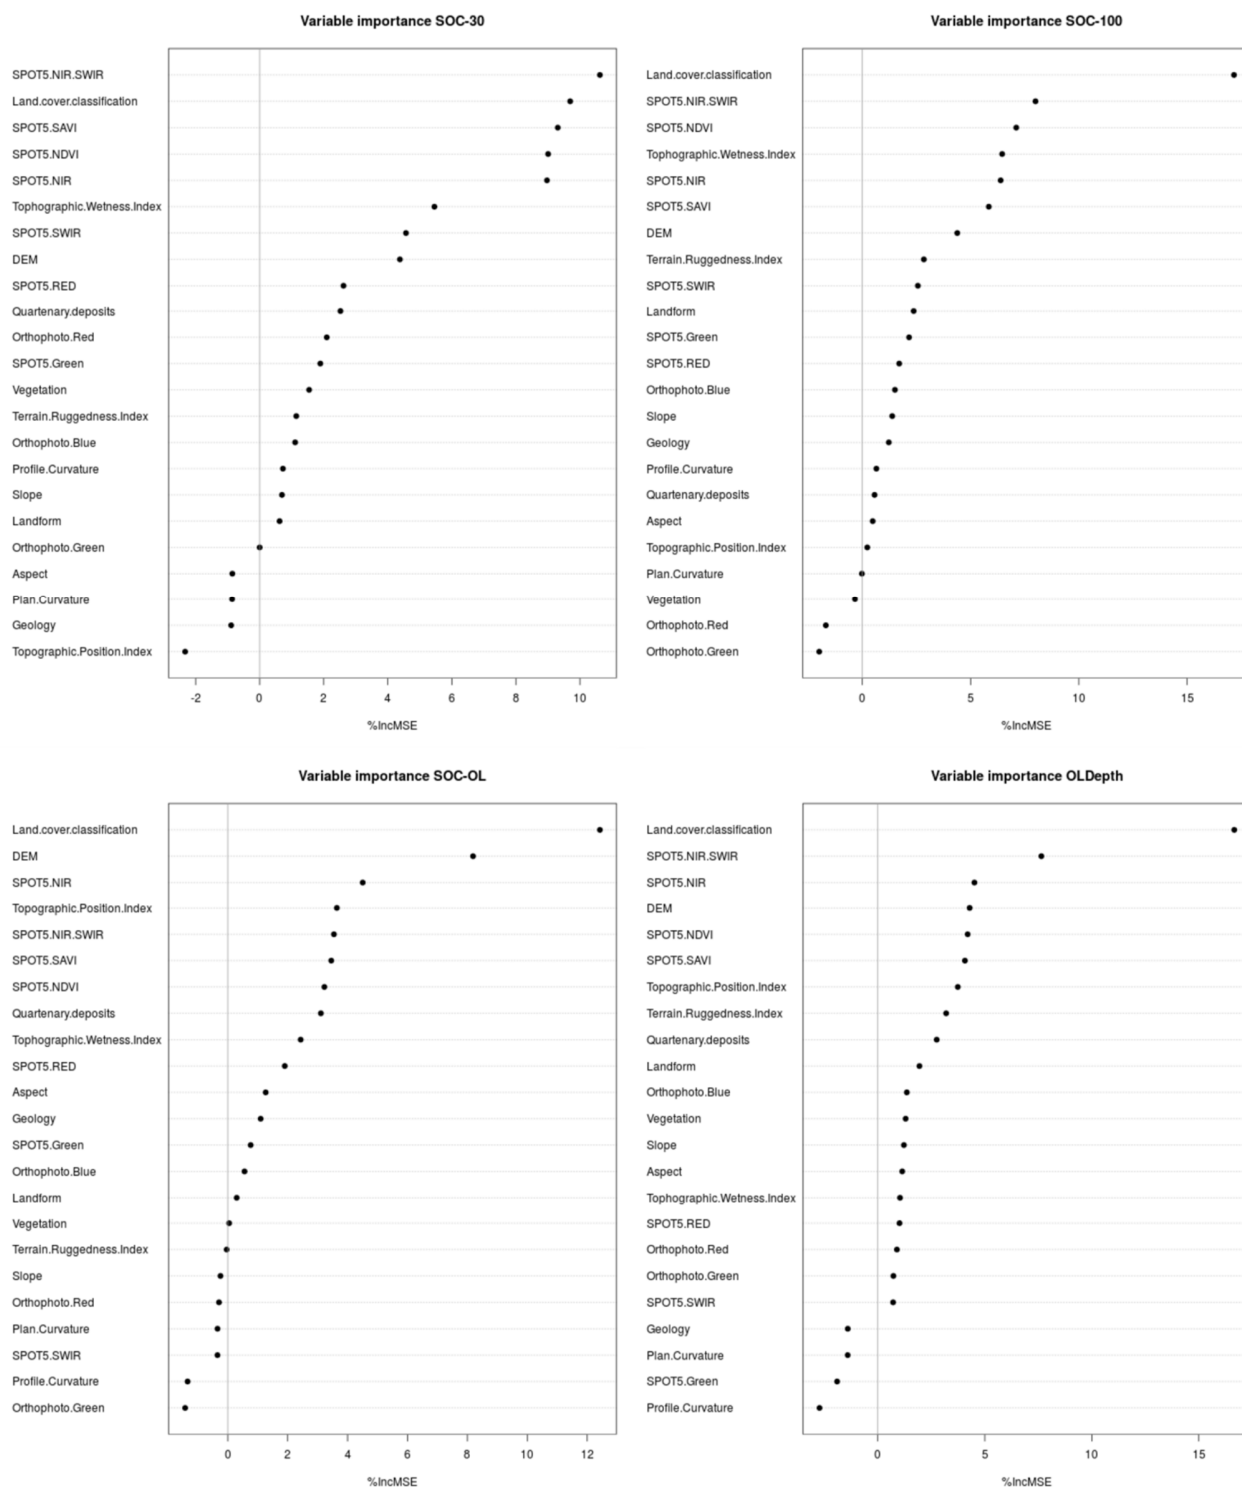 Variable importance SOC-30
SPOT5.NIR.SWIR
Land.cover.classification
SPOT5.SAVI
SPOT5.NDVI
SPOT5.NIR
Tophographic.Wetness.Index
SPOT5.SWIR
DEM
SPOT5.RED
Quartenary.deposits
Orthophoto.Red
SPOT5.Green
Vegetation
Terrain.Ruggedness.Index
Orthophoto.Blue
Profile.Curvature
Slope
Landform
Orthophoto.Green
Aspect
Plan.Curvature
Geology
Topographic.Position.Index
-2 0 2 4 6 8 10
%IncMSE
Variable importance SOC-100
Land.cover.classification
SPOT5.NIR.SWIR
SPOT5.NDVI
Tophographic.Wetness.Index
SPOT5.NIR
SPOT5.SAVI
DEM
Terrain.Ruggedness.Index
SPOT5.SWIR
Landform
SPOT5.Green
SPOT5.RED
Orthophoto.Blue
Slope
Geology
Profile.Curvature
Quartenary.deposits
Aspect
Topographic.Position.Index
Plan.Curvature
Vegetation
Orthophoto.Red
Orthophoto.Green
0 5 10 15
%IncMSE
Variable importance SOC-OL
Land.cover.classification
DEM
SPOT5.NIR
Topographic.Position.Index
SPOT5.NIR.SWIR
SPOT5.SAVI
SPOT5.NDVI
Quartenary.deposits
Tophographic.Wetness.Index
SPOT5.RED
Aspect
Geology
SPOT5.Green
Orthophoto.Blue
Landform
Vegetation
Terrain.Ruggedness.Index
Slope
Orthophoto.Red
Plan.Curvature
SPOT5.SWIR
Profile.Curvature
Orthophoto.Green
0 2 4 6 8 10 12
%IncMSE
Variable importance OLDepth
Land.cover.classification
SPOT5.NIR.SWIR
SPOT5.NIR
DEM
SPOT5.NDVI
SPOT5.SAVI
Topographic.Position.Index
Terrain.Ruggedness.Index
Quartenary.deposits
Landform
Orthophoto.Blue
Vegetation
Slope
Aspect
Tophographic.Wetness.Index
SPOT5.RED
Orthophoto.Red
Orthophoto.Green
SPOT5.SWIR
Geology
Plan.Curvature
SPOT5.Green
Profile.Curvature
0 5 10 15
%IncMSE